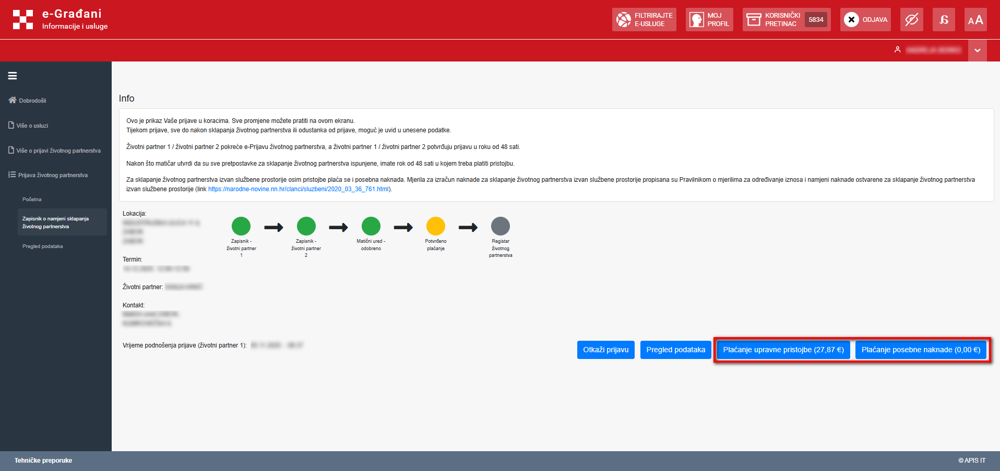 e-Građani
Informacije i usluge
FILTRIRAJTE
E-USLUGE
MOJ
PROFIL
KORISNIČKI
PRETINAC
5834
ODJAVA
AA
Dobrodošli
Više o usluzi
Više o prijavi životnog partnerstva
Prijava životnog partnerstva
Početna
Zapisnik o namjeni sklapanja
životnog partnerstva
Pregled podataka
Info
Ovo je prikaz Vaše prijave u koracima. Sve promjene možete pratiti na ovom ekranu.
Tijekom prijave, sve do nakon sklapanja životnog partnerstva ili odustanka od prijave, moguć je uvid u unesene podatke.
Životni partner 1 / životni partner 2 pokreće e-Prijavu životnog partnerstva, a životni partner 1 / životni partner 2 potvrđuju prijavu u roku od 48 sati.
Nakon što matičar utvrdi da su sve pretpostavke za sklapanje životnog partnerstva ispunjene, imate rok od 48 sati u kojem treba platiti pristojbu.
Za sklapanje životnog partnerstva izvan službene prostorije osim pristojbe plaća se i posebna naknada. Mjerila za izračun naknade za sklapanje životnog partnerstva izvan službene prostorije propisana su Pravilnikom o mjerilima za određivanje iznosa i namjeni naknade ostvarene za sklapanje životnog partnerstva
izvan službene prostorije (link https://narodne-novine.nn.hr/clanci/sluzbeni/2020_03_36_761.html).
Lokacija:
Zapisnik -
životni partner
1
Zapisnik -
životni partner
2
Matični ured -
odobreno
Potvrđeno
plaćanje
Registar
životnog
partnerstva
Termin:
Životni partner:
Kontakt:
Vrijeme podnošenja prijave (životni partner 1):
Otkaži prijavu
Pregled podataka
Plaćanje upravne pristojbe (27,87 €)
Plaćanje posebne naknade (0,00 €)
Tehničke preporuke
© APIS IT